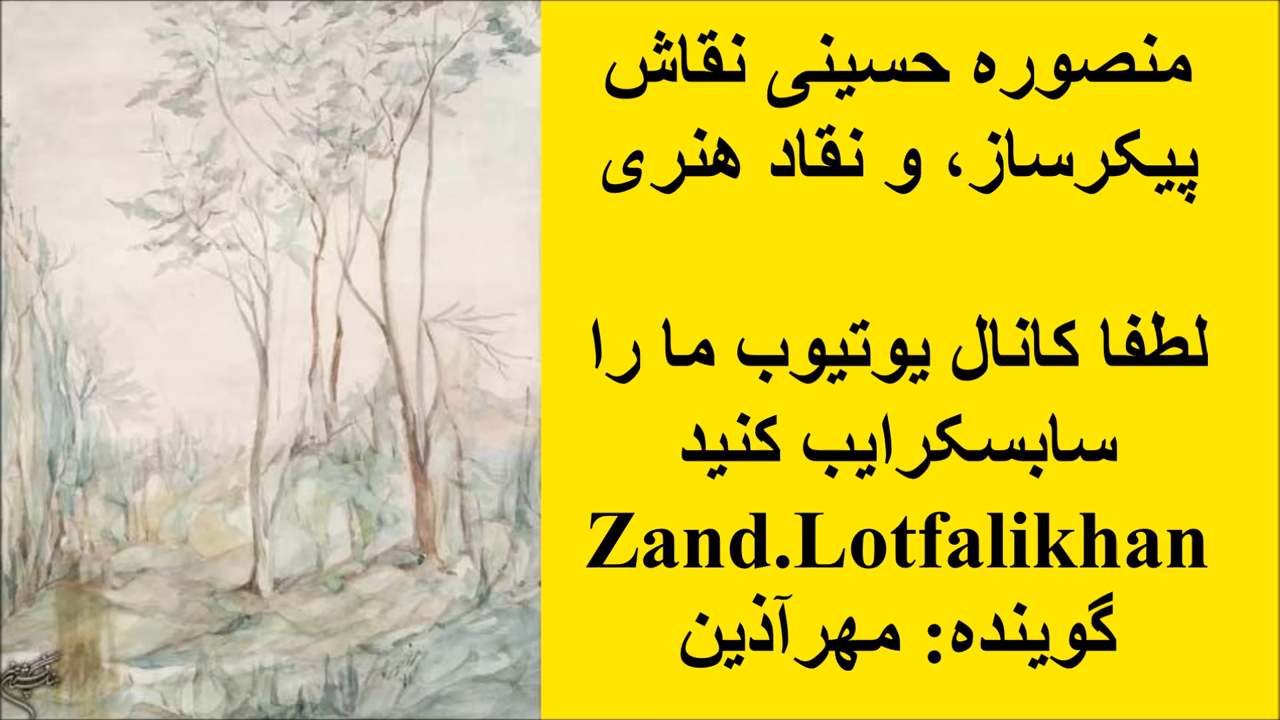 منصوره حسینی نقاش
پیکرساز، و نقاد هنری
لطفا کانال یوتیوب ما را
سابسکرایب کنید
Zand.Lotfalikhan
گوینده: مهرآذین